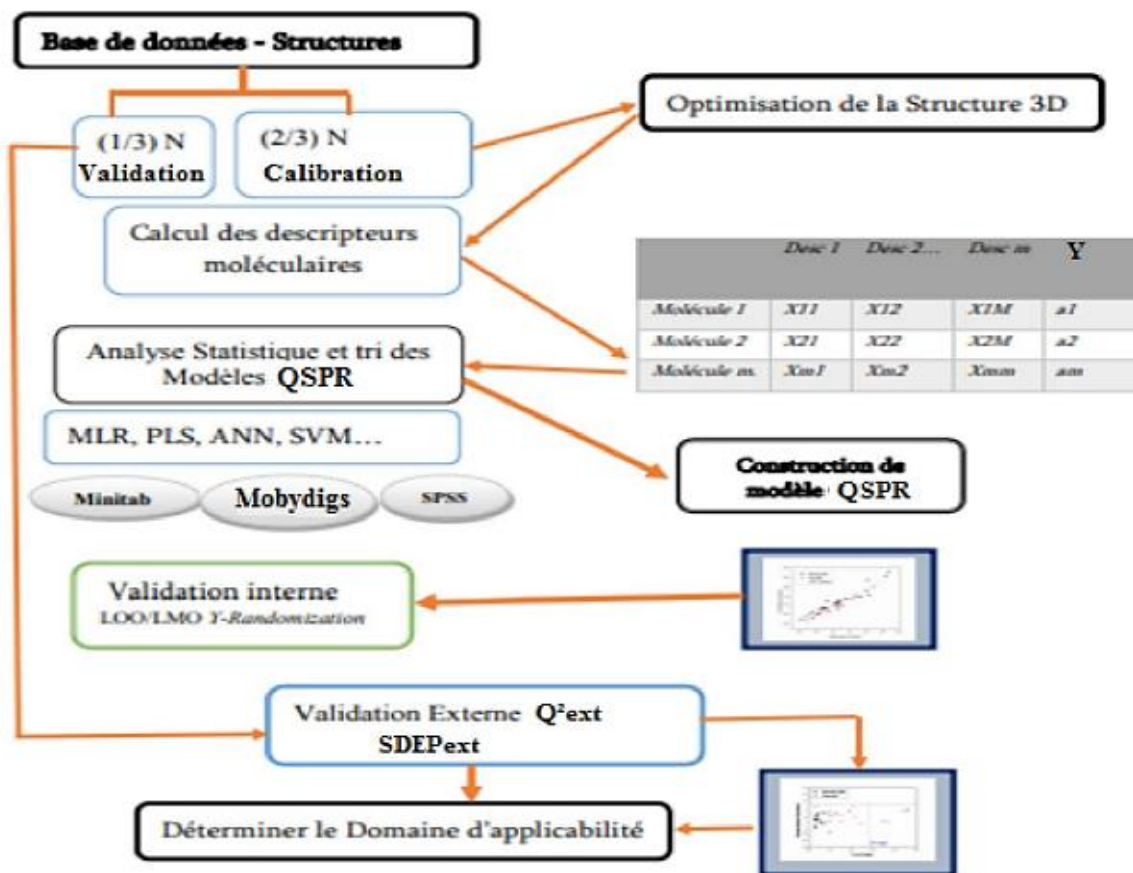 Base de données - Structures
Optimisation de la Structure 3D
(1/3) N
Validation
(2/3) N
Calibration
Calcul des descripteurs
moléculaires
Desc 1 Desc 2... Desc m Y
Molécule 1 X11 X12 X1M a1
Molécule 2 X21 X22 X2M a2
Molécule m. Xm1 Xm2 Xmm am
Analyse Statistique et tri des
Modèles QSPR
MLR, PLS, ANN, SVM...
Minitab
Mobydigs
SPSS
Construction de
modèle QSPR
Validation interne
LOO/LMO Y-Randomization
Validation Externe Q²ext
SDEPext
Déterminer le Domaine d'applicabilité